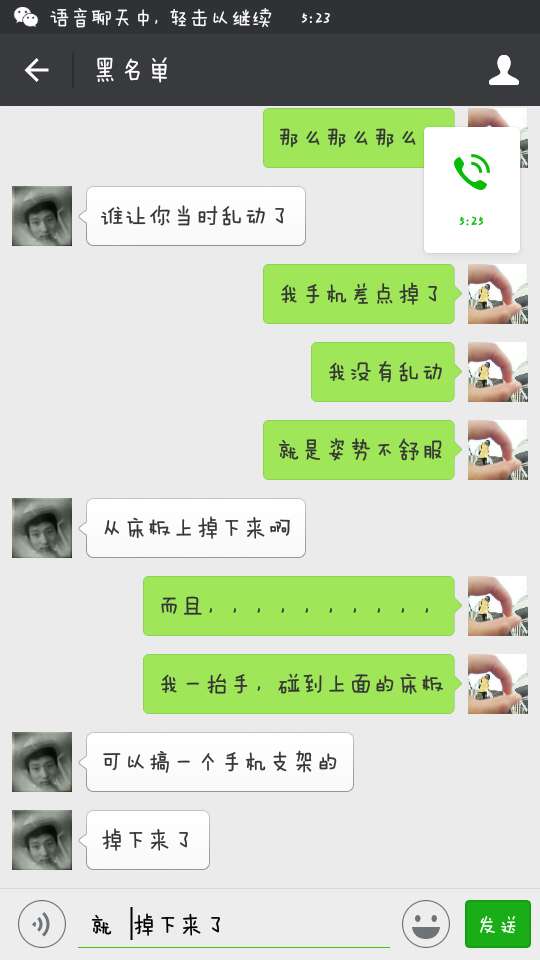 语音聊天中,轻击以继续 5:23
黑名单
那么那么那么
5:23
谁让你当时乱动了
我手机差点掉了
我没有乱动
就是姿势不舒服
从床板上掉下来啊
而且,,,,,,,,,,
我一抬手,碰到上面的床板
可以搞一个手机支架的
掉下来了
就 掉下来了
发送